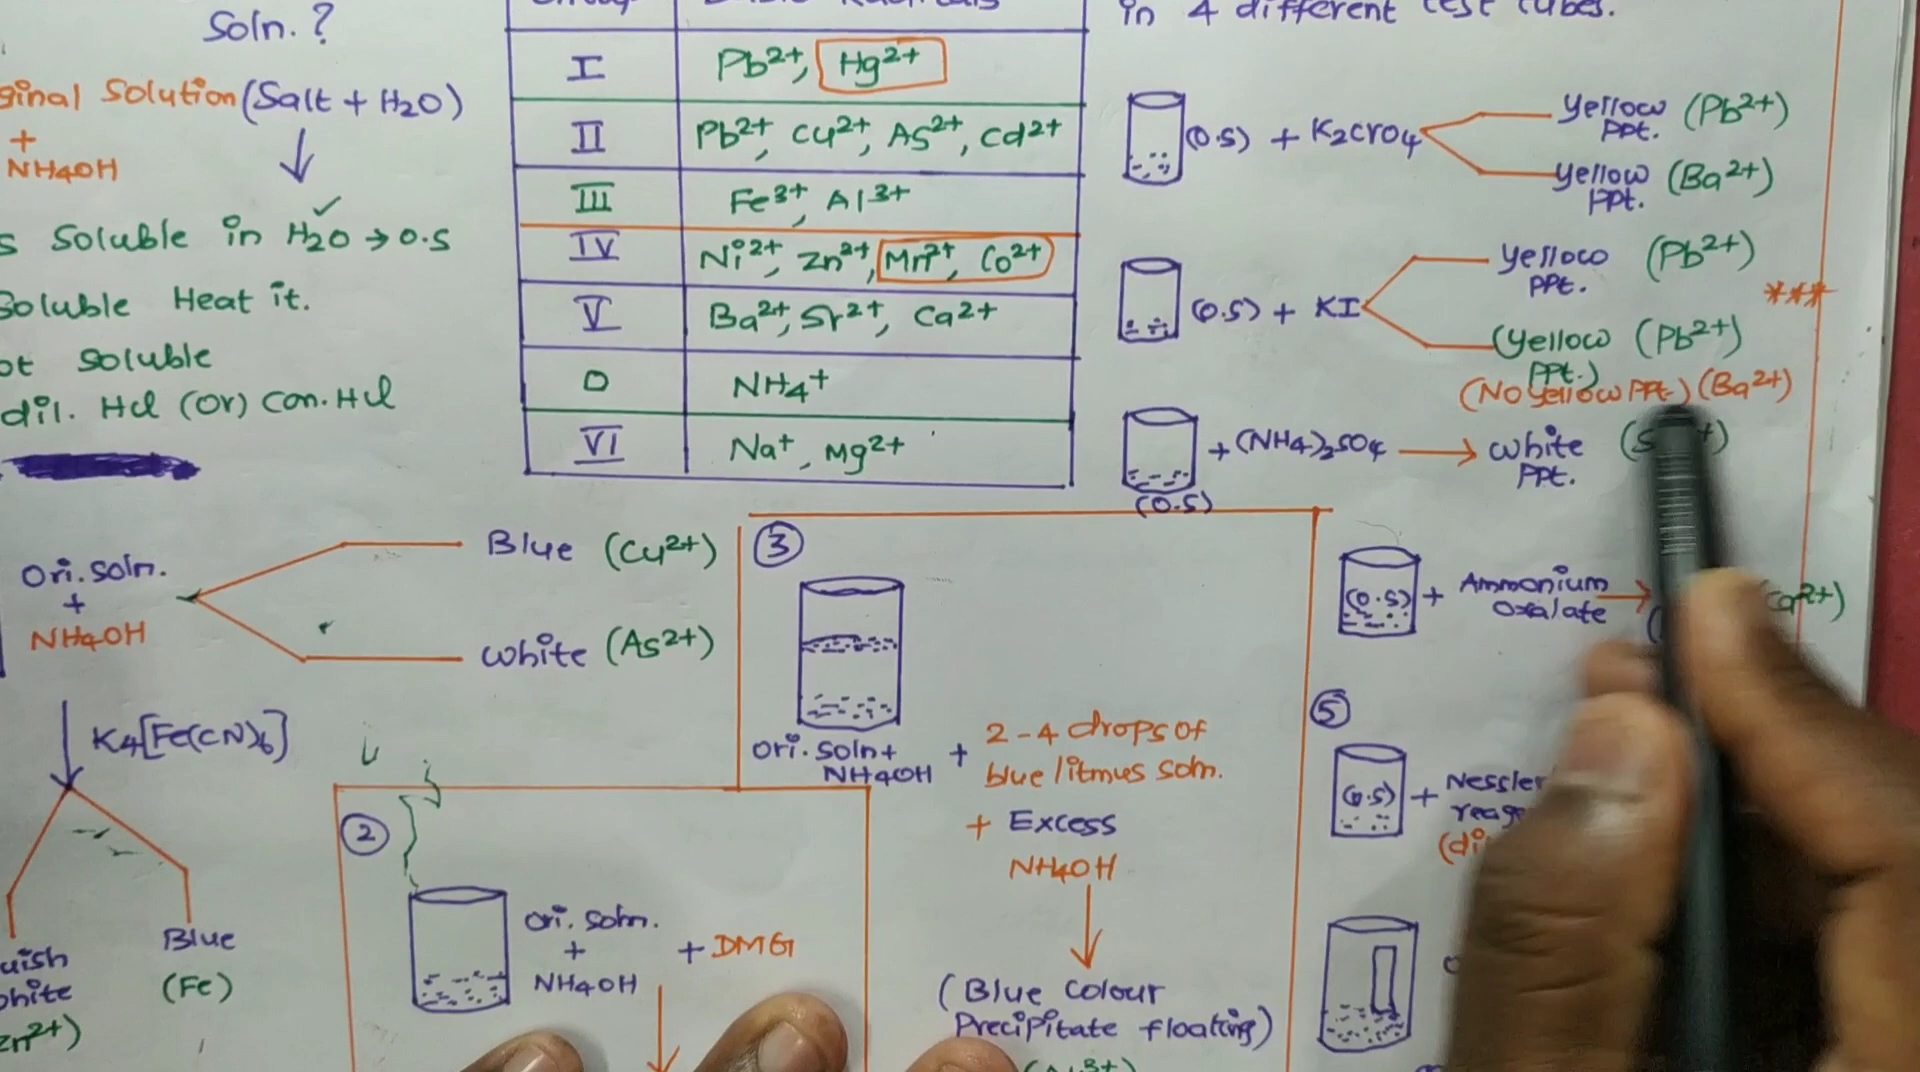 Soln.?
ginal Solution (Salt + H2O)
+
NH4OH
s Soluble in H2O → O.S
Soluble Heat it.
ot Soluble
dil. Hcl (or) con. Hcl
Basic Radicals
I Pb2+, Hg2+
II Pb2+, Cu2+, As2+, Cd2+
III Fe3+, Al3+
IV Ni2+, Zn2+, Mn2+, Co2+
V Ba2+, Sr2+, Ca2+
0 NH4+
VI Na+, Mg2+
in 4 different test tubes.
(O.S) + K2CrO4
Yellow ppt. (Pb2+)
Yellow ppt. (Ba2+)
(O.S) + KI
Yellow ppt. (Pb2+)
(Yellow ppt.) (Pb2+)
(No yellow ppt.) (Ba2+)
***
+ (NH4)2SO4 → White ppt.
(O.S)
(O.S) + Ammonium Oxalate →
Ori. Soln.
+
NH4OH
Blue (Cu2+)
White (As2+)
K4[Fe(CN)6]
uish
white
Zn2+)
Blue
(Fe)
2
Ori. Soln.
+
NH4OH
+ DMG
3
Ori. Soln +
NH4OH
+ 2-4 drops of
blue litmus soln.
+ Excess
NH4OH
(Blue Colour
Precipitate floating)
5
(O.S) + Nessler